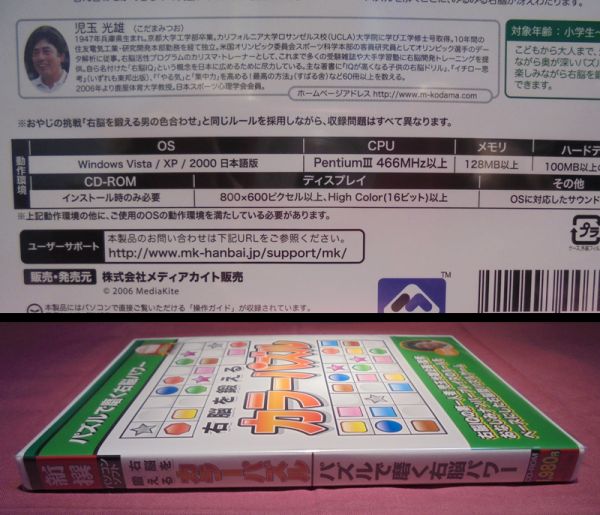 児玉 光雄（こだまみつお）
1947年兵庫県生まれ。京都大学工学部卒業。カリフォルニア大学ロサンゼルス校（UCLA）大学院に学び工学修士号取得。10年間の
住友電気工業・研究開発本部勤務を経て独立。米国オリンピック委員会スポーツ科学本部の客員研究員としてオリンピック選手のデー
タ解析に従事。右脳活性プログラムのカリスマ・トレーナーとして、これまで多くの受験雑誌や大手学習塾に右脳開発トレーニングを提
供。自ら名付けた「右脳IQ」という概念を日本に広めるために尽力している。主な著書に「IQが高くなる子供の右脳ドリル」、「イチロー思
考」（いずれも東邦出版）、「「やる気」と「集中力」を高める!最高の方法」（すばる舎）など60冊以上を数える。
2006年より鹿屋体育大学教授。日本スポーツ心理学会会員。
ホームページアドレス http://www.m-kodama.com
対象年齢：小学生〜
こどもから大人まで、
ながら奥が深いパズル
楽しみながら右脳を鍛
※おやじの挑戦「右脳を鍛える男の色合わせ」と同じルールを採用しながら、収録問題はすべて異なります。
動作環境
OS CPU メモリ ハードデ
Windows Vista / XP / 2000 日本語版 PentiumⅢ 466MHz以上 128MB以上 100MB以上の
CD-ROM ディスプレイ その他
インストール時のみ必要 800×600ピクセル以上、High Color(16ビット)以上 OSに対応したサウンド
※上記動作環境の他に、ご使用のOSの動作環境を満たしている必要があります。
ユーザーサポート 本製品のお問い合わせは下記URLをご参照ください。
http://www.mk-hanbai.jp/support/mk/
販売・発売元 株式会社メディアカイト販売
© 2006 MediaKite
TM
プラ
本製品にはパソコンで直接ご覧いただける「操作ガイド」が収録されています。
パズルで磨く右脳パワー
右脳を鍛える
カラーパズル
新撰 パソコンソフト 右脳を鍛える カラーパズル パズルで磨く右脳パワー CD-ROM 1,980円